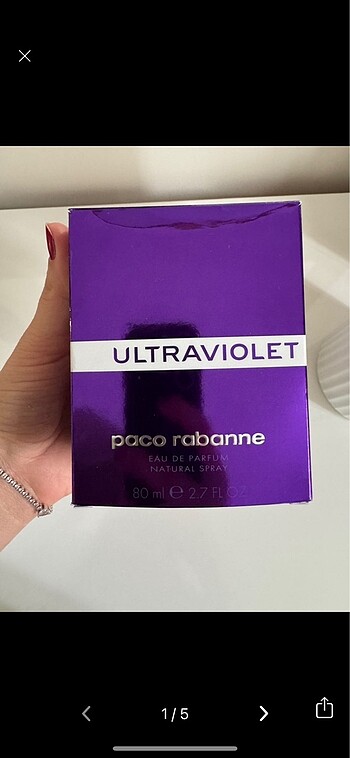 ULTRAVIOLET
paco rabanne
EAU DE PARFUM
NATURAL SPRAY
80 ml ℮ 2.7 FL OZ
1/5